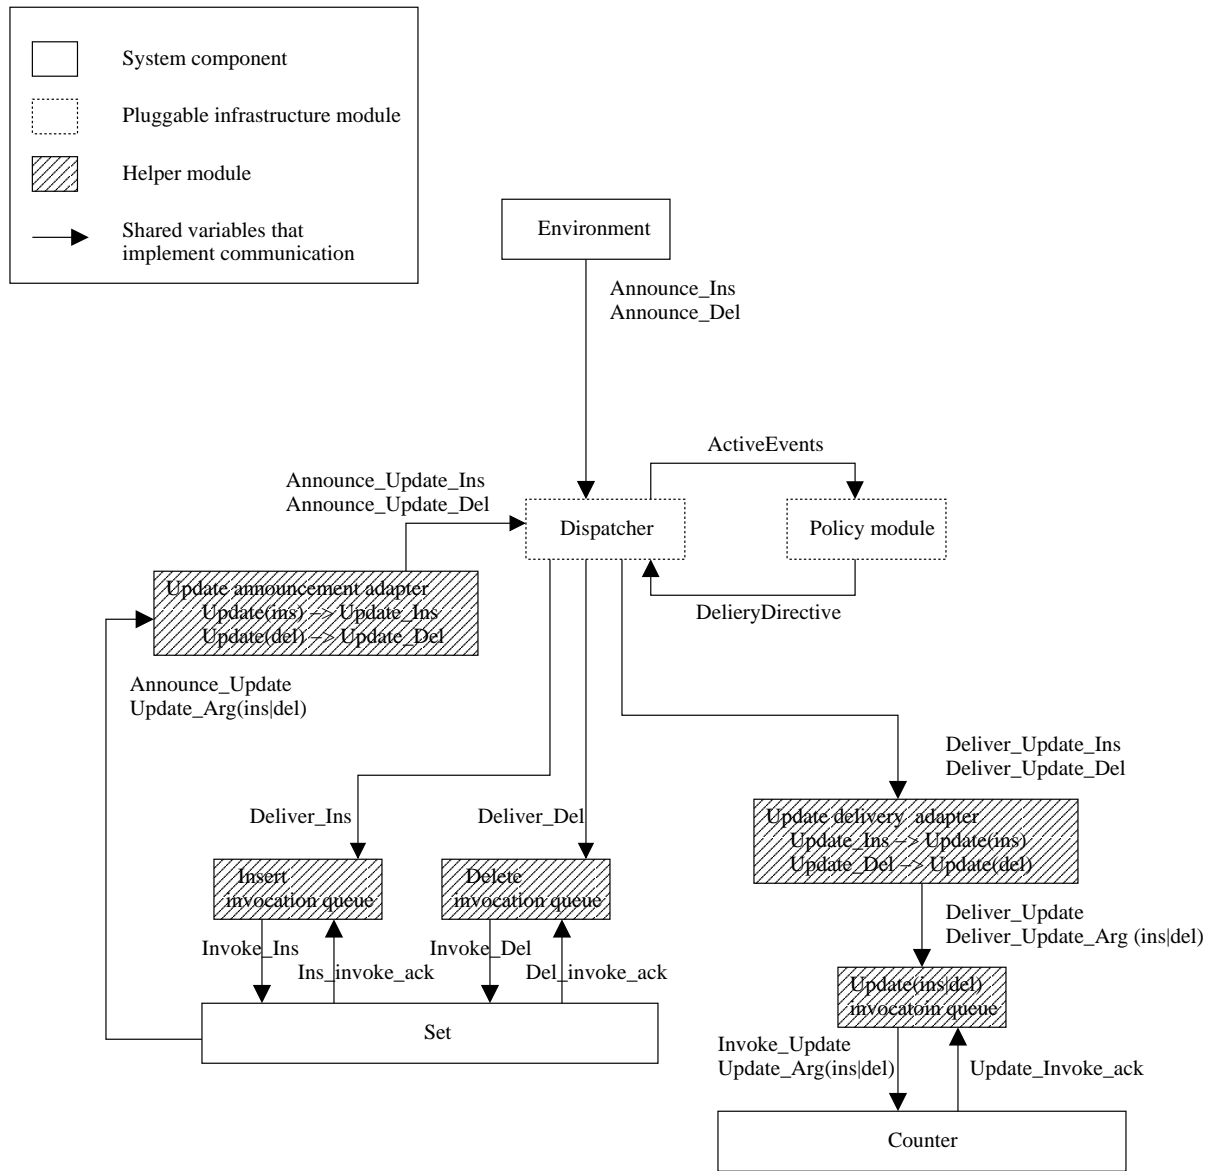 System component
Pluggable infrastructure module
Helper module
Shared variables that
implement communication
Environment
Announce_Ins
Announce_Del
ActiveEvents
Announce_Update_Ins
Announce_Update_Del
Dispatcher
Policy module
DelieryDirective
Update announcement adapter
Update(ins) –> Update_Ins
Update(del) –> Update_Del
Announce_Update
Update_Arg(ins|del)
Deliver_Update_Ins
Deliver_Update_Del
Deliver_Ins
Deliver_Del
Update delivery adapter
Update_Ins –> Update(ins)
Update_Del –> Update(del)
Insert
invocation queue
Delete
invocation queue
Deliver_Update
Deliver_Update_Arg (ins|del)
Invoke_Ins
Ins_invoke_ack
Invoke_Del
Del_invoke_ack
Update(ins|del)
invocatoin queue
Set
Invoke_Update
Update_Arg(ins|del)
Update_Invoke_ack
Counter